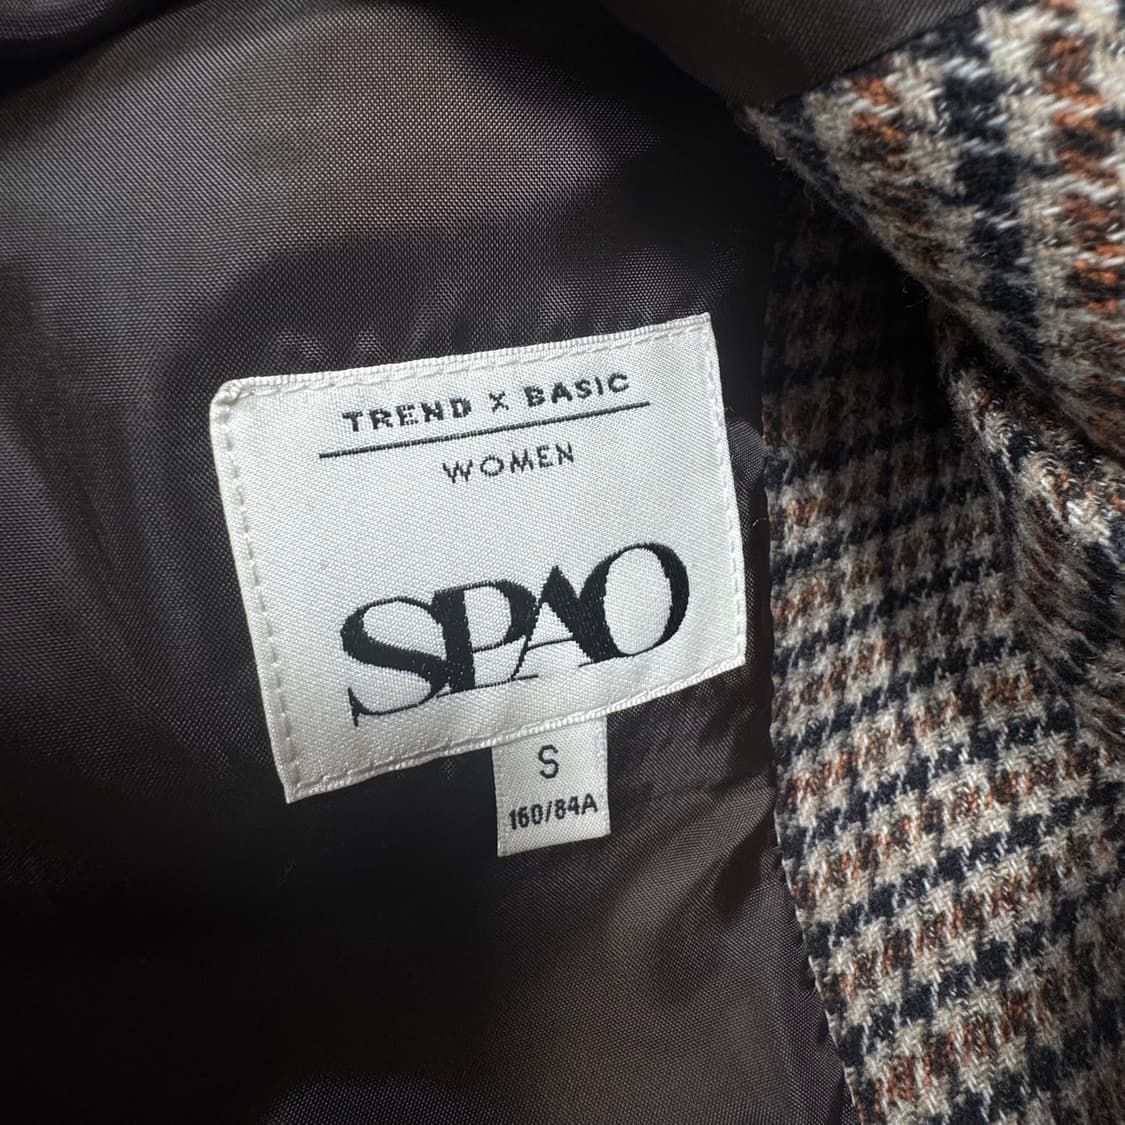 TREND X BASIC
WOMEN
SPAO
S
160/84A